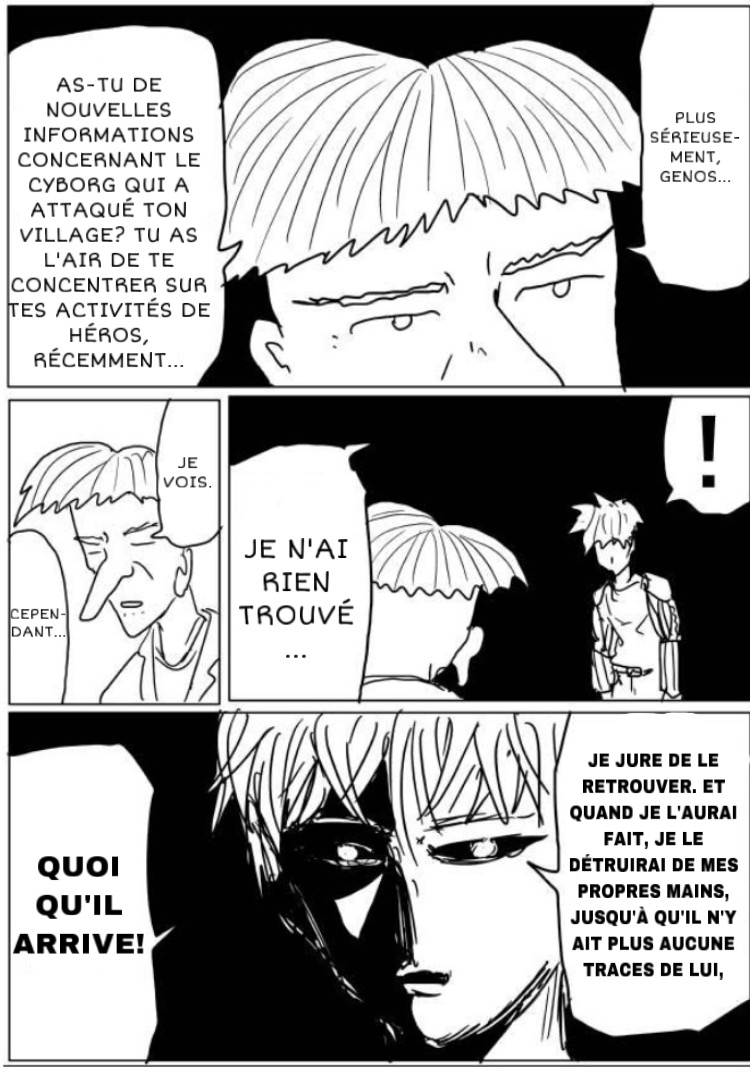 PLUS
SÉRIEUSE-
MENT,
GENOS...
AS-TU DE
NOUVELLES
INFORMATIONS
CONCERNANT LE
CYBORG QUI A
ATTAQUÉ TON
VILLAGE? TU AS
L'AIR DE TE
CONCENTRER SUR
TES ACTIVITÉS DE
HÉROS,
RÉCEMMENT...
!
JE N'AI
RIEN
TROUVÉ
...
JE
VOIS.
CEPEN-
DANT...
JE JURE DE LE
RETROUVER. ET
QUAND JE L'AURAI
FAIT, JE LE
DÉTRUIRAI DE MES
PROPRES MAINS,
JUSQU'À QU'IL N'Y
AIT PLUS AUCUNE
TRACES DE LUI,
QUOI
QU'IL
ARRIVE!